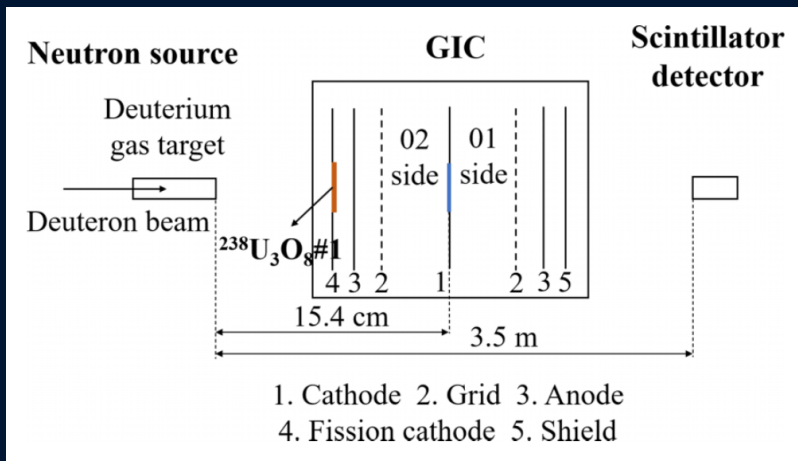 Neutron source
GIC
Scintillator
detector
Deuterium
gas target
Deuteron beam
02
side
01
side
²³⁸U₃O₈#1
4 3 2 1 2 3 5
15.4 cm
3.5 m
1. Cathode 2. Grid 3. Anode
4. Fission cathode 5. Shield